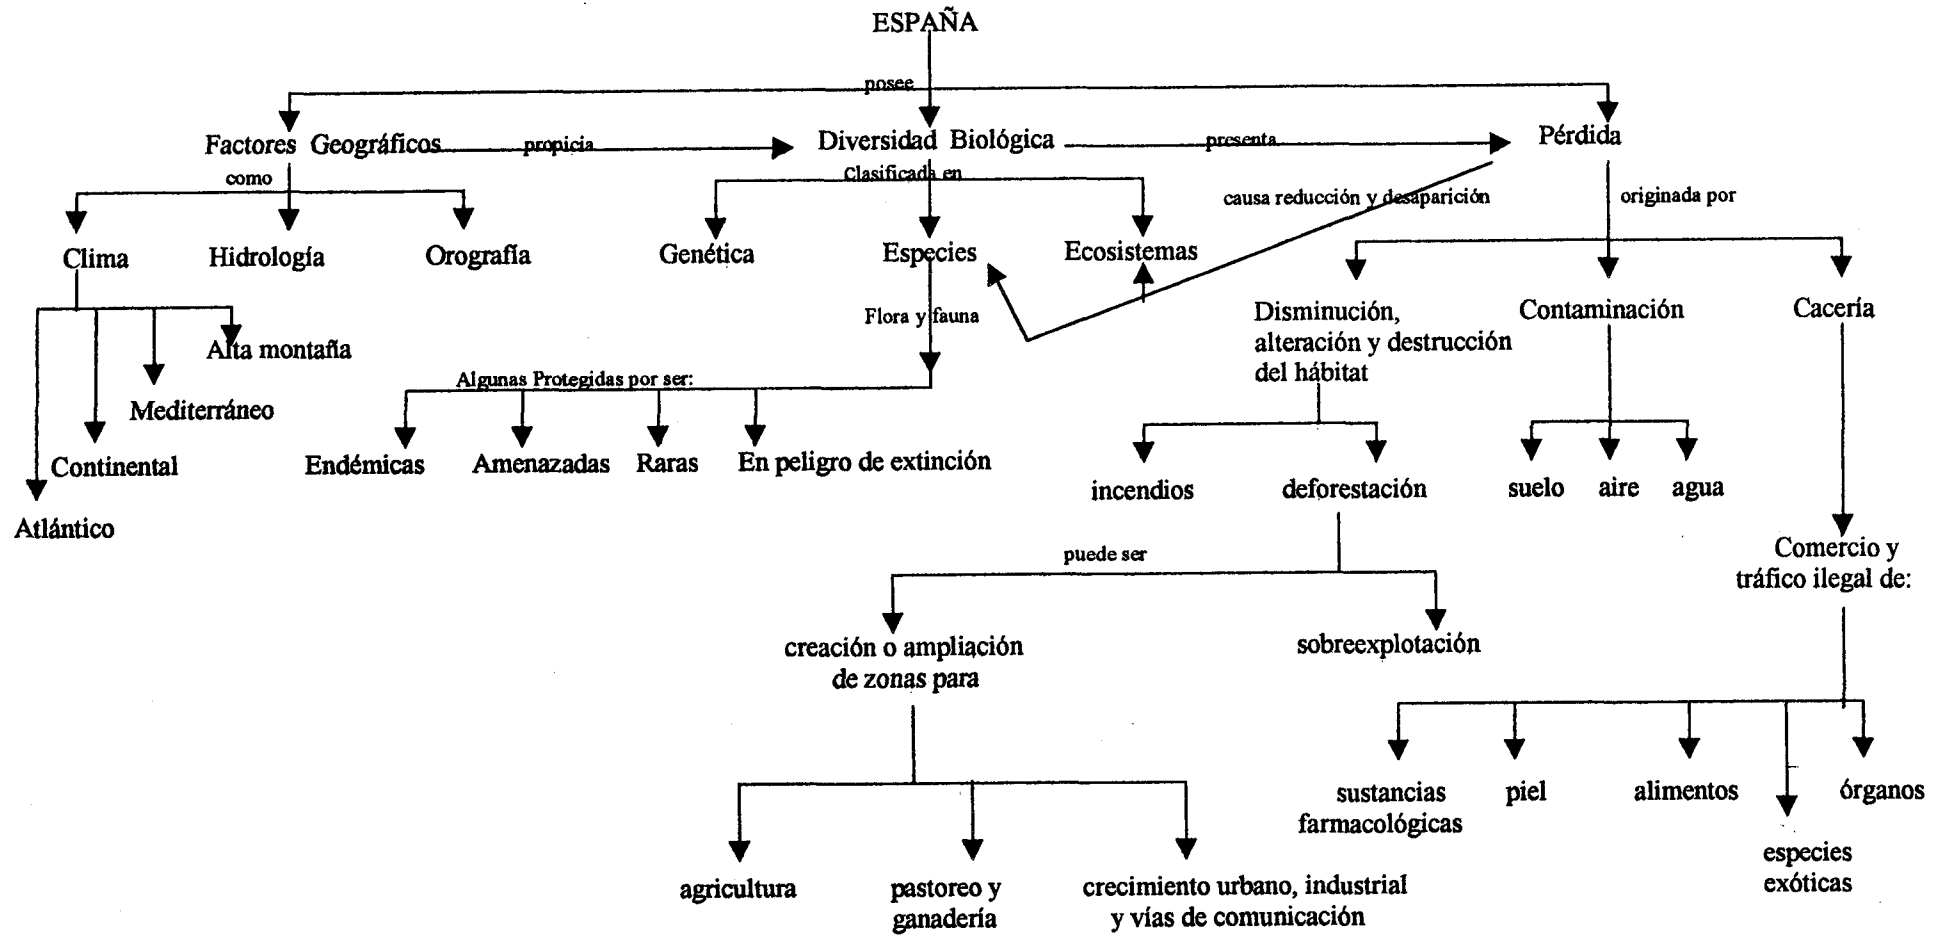 ESPAÑA
posee
Factores Geográficos
propicia
Diversidad Biológica
presenta
Pérdida
como
Clasificada en
causa reducción y desaparición
originada por
Clima
Hidrología
Orografía
Genética
Especies
Ecosistemas
Flora y fauna
Disminución,
alteración y destrucción
del hábitat
Contaminación
Cacería
Alta montaña
Mediterráneo
Continental
Atlántico
Algunas Protegidas por ser:
Endémicas
Amenazadas
Raras
En peligro de extinción
incendios
deforestación
suelo
aire
agua
puede ser
Comercio y
tráfico ilegal de:
creación o ampliación
de zonas para
sobreexplotación
sustancias
farmacológicas
piel
alimentos
órganos
especies
exóticas
agricultura
pastoreo y
ganadería
crecimiento urbano, industrial
y vías de comunicación